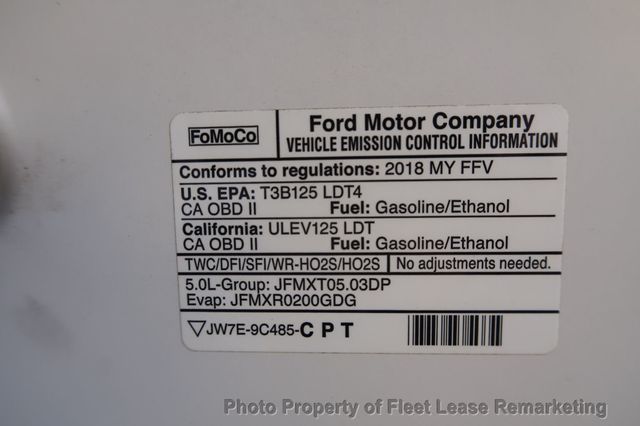 FoMoCo
Ford Motor Company
VEHICLE EMISSION CONTROL INFORMATION
Conforms to regulations: 2018 MY FFV
U.S. EPA: T3B125 LDT4
CA OBD II Fuel: Gasoline/Ethanol
California: ULEV125 LDT
CA OBD II Fuel: Gasoline/Ethanol
TWC/DFI/SFI/WR-HO2S/HO2S No adjustments needed.
5.0L-Group: JFMXT05.03DP
Evap: JFMXR0200GDG
▽JW7E-9C485-C P T
Photo Property of Fleet Lease Remarketing